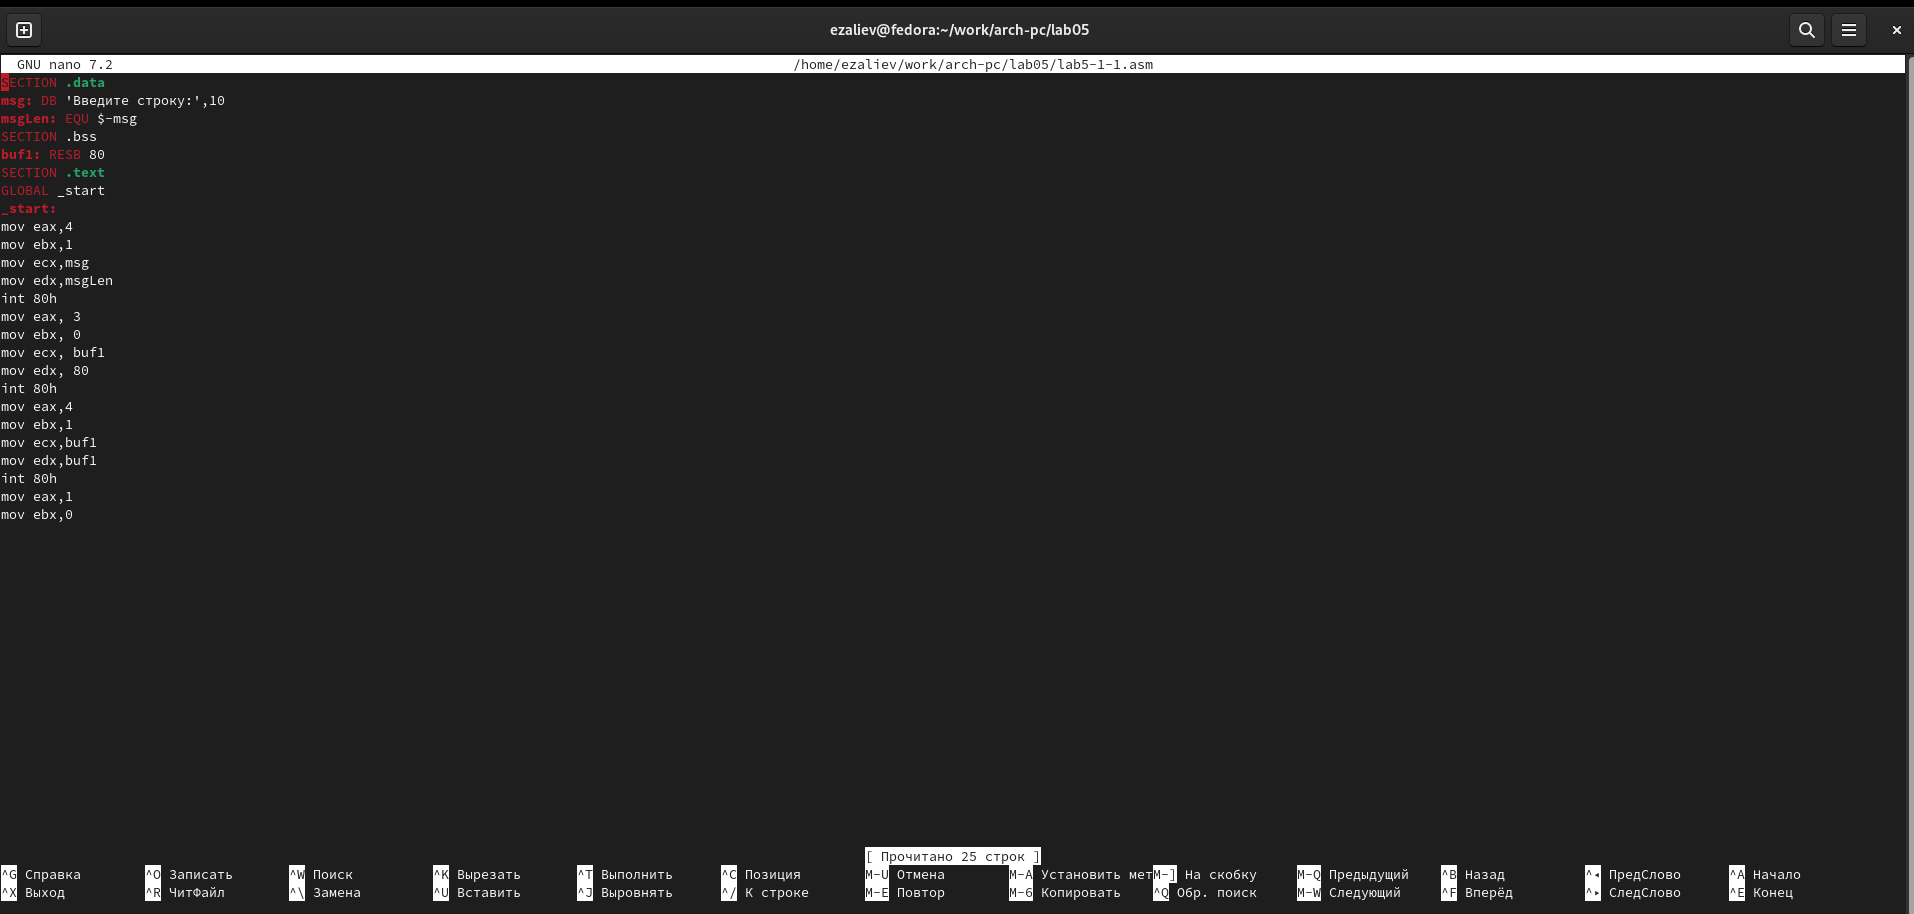 ezaliev@fedora:~/work/arch-pc/lab05
GNU nano 7.2 /home/ezaliev/work/arch-pc/lab05/lab5-1-1.asm
SECTION .data
msg: DB 'Введите строку:',10
msgLen: EQU $-msg
SECTION .bss
buf1: RESB 80
SECTION .text
GLOBAL _start
_start:
mov eax,4
mov ebx,1
mov ecx,msg
mov edx,msgLen
int 80h
mov eax, 3
mov ebx, 0
mov ecx, buf1
mov edx, 80
int 80h
mov eax,4
mov ebx,1
mov ecx,buf1
mov edx,buf1
int 80h
mov eax,1
mov ebx,0
[ Прочитано 25 строк ]
^G Справка ^O Записать ^W Поиск ^K Вырезать ^T Выполнить ^C Позиция M-U Отмена M-A Установить мет M-] На скобку M-Q Предыдущий ^B Назад ^◂ ПредСлово ^A Начало
^X Выход ^R ЧитФайл ^\ Замена ^U Вставить ^J Выровнять ^/ К строке M-E Повтор M-6 Копировать ^Q Обр. поиск M-W Следующий ^F Вперёд ^▸ СледСлово ^E Конец